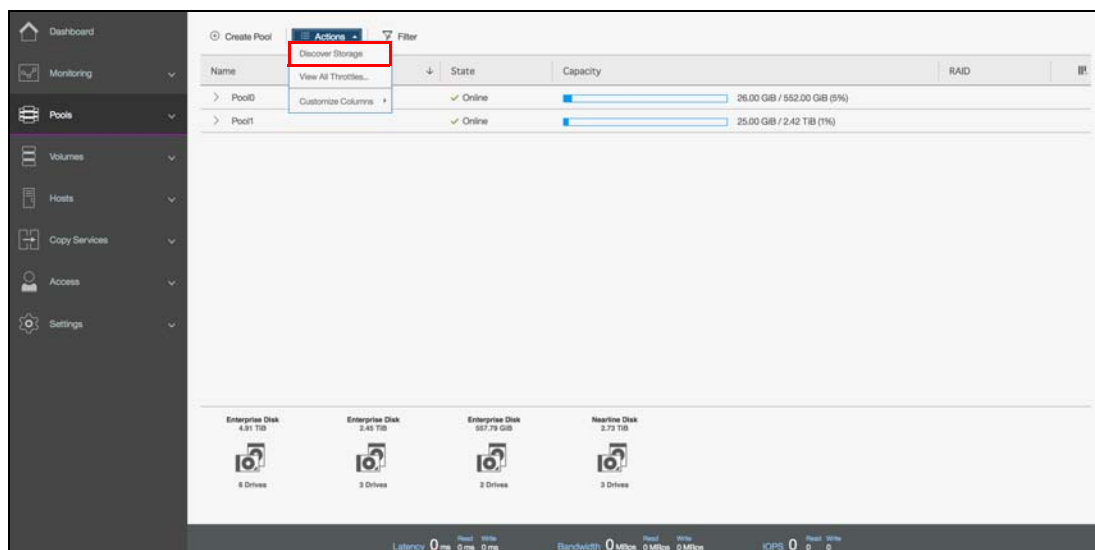 Dashboard
Monitoring
Pools
Volumes
Hosts
Copy Services
Access
Settings
Create Pool Actions Filter
Discover Storage
View All Throttles...
Customize Columns
Name State Capacity RAID
Pool0 Online 26.00 GiB / 552.00 GiB (5%)
Pool1 Online 25.00 GiB / 2.42 TiB (1%)
Enterprise Disk Enterprise Disk Enterprise Disk Nearline Disk
4.91 TiB 2.45 TiB 557.79 GiB 2.73 TiB
6 Drives 3 Drives 2 Drives 3 Drives
Latency 0 ms Read 0 ms Write 0 ms Bandwidth 0 MBps Read 0 MBps Write 0 MBps IOPS 0 Read 0 Write 0